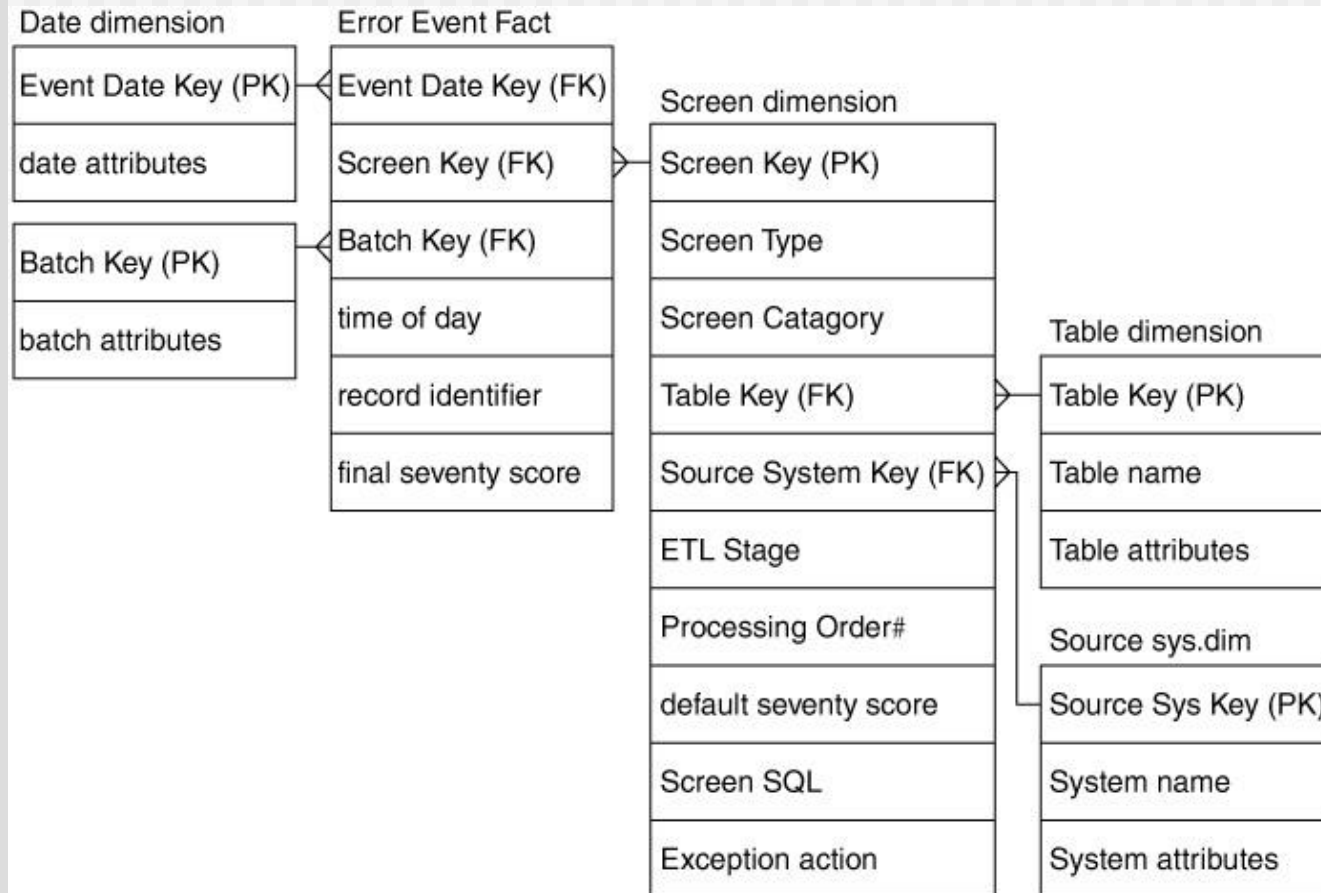 Date dimension
Event Date Key (PK)
date attributes
Batch Key (PK)
batch attributes
Error Event Fact
Event Date Key (FK)
Screen Key (FK)
Batch Key (FK)
time of day
record identifier
final seventy score
Screen dimension
Screen Key (PK)
Screen Type
Screen Catagory
Table Key (FK)
Source System Key (FK)
ETL Stage
Processing Order#
default seventy score
Screen SQL
Exception action
Table dimension
Table Key (PK)
Table name
Table attributes
Source sys.dim
Source Sys Key (PK)
System name
System attributes